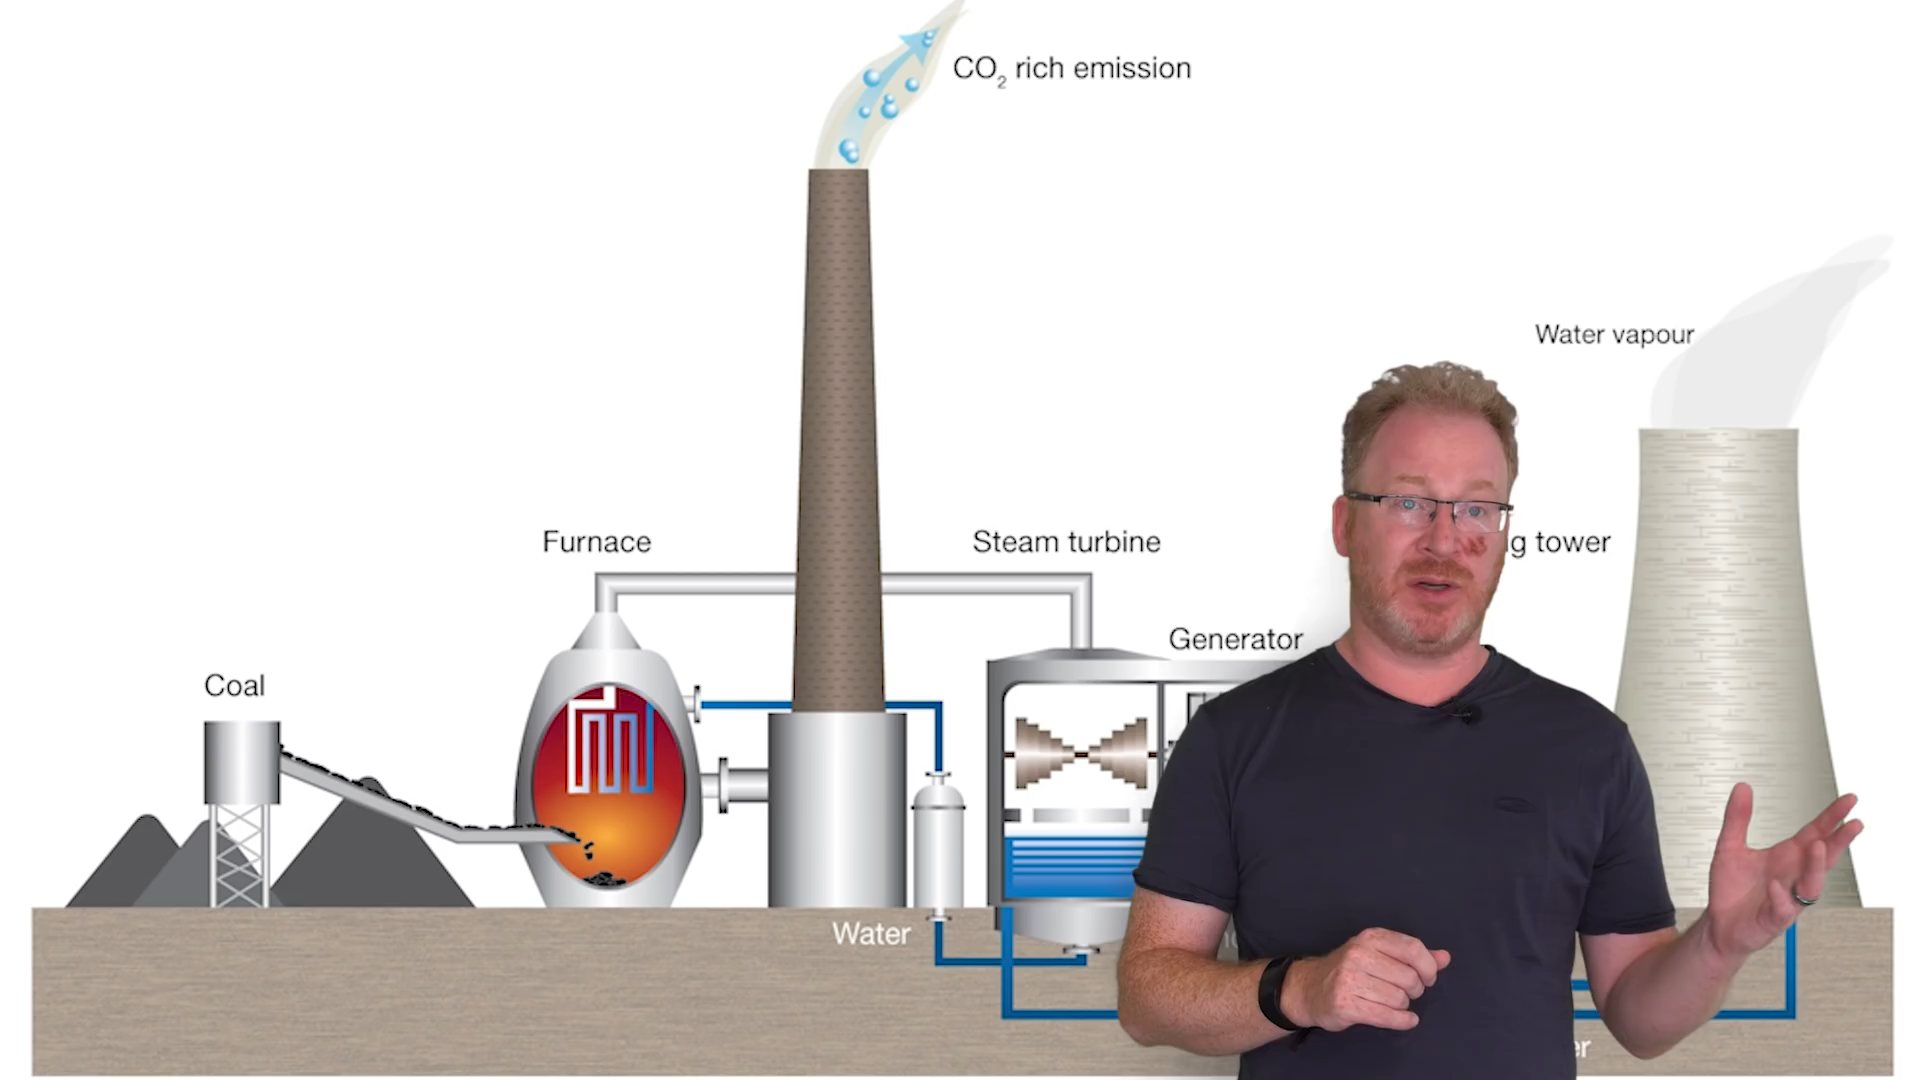 CO₂ rich emission
Water vapour
Furnace
Steam turbine
g tower
Generator
Coal
Water